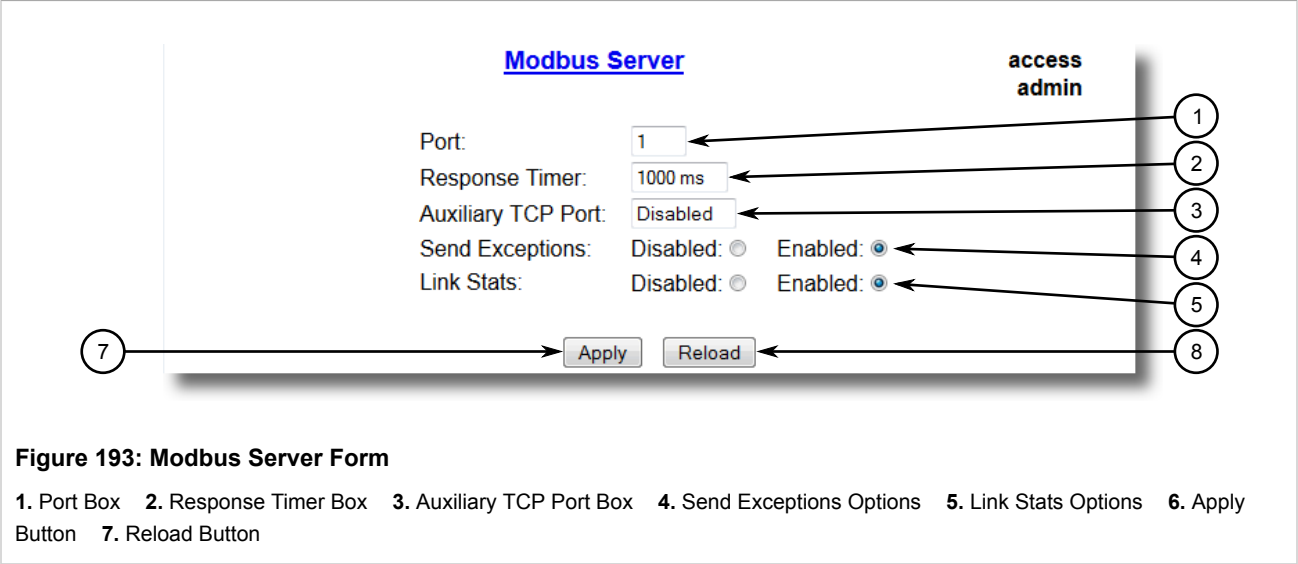 Modbus Server
access
admin
1
Port: 1
2
Response Timer: 1000 ms
3
Auxiliary TCP Port: Disabled
Send Exceptions: Disabled: Enabled:
4
Link Stats: Disabled: Enabled:
5
7
Apply Reload
8
Figure 193: Modbus Server Form
1. Port Box 2. Response Timer Box 3. Auxiliary TCP Port Box 4. Send Exceptions Options 5. Link Stats Options 6. Apply
Button 7. Reload Button